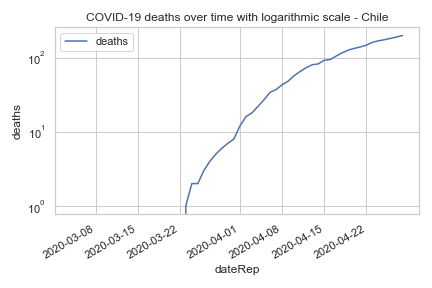 COVID-19 deaths over time with logarithmic scale - Chile
deaths
10²
10¹
10⁰
deaths
2020-03-08
2020-03-15
2020-03-22
2020-04-01
2020-04-08
2020-04-15
2020-04-22
dateRep